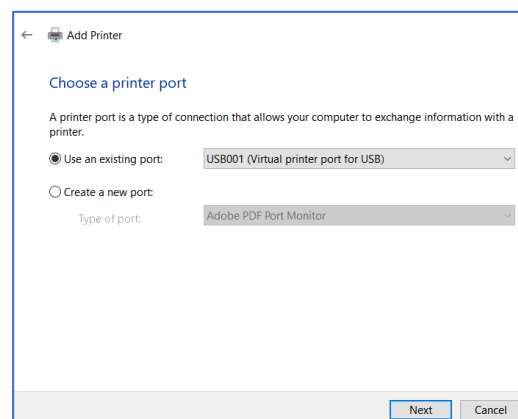 Add Printer
Choose a printer port
A printer port is a type of connection that allows your computer to exchange information with a
printer.
Use an existing port: USB001 (Virtual printer port for USB)
Create a new port:
Type of port: Adobe PDF Port Monitor
Next Cancel